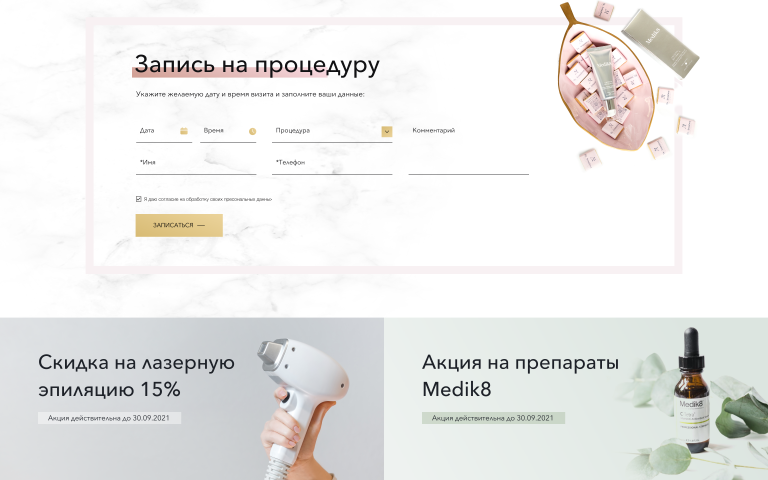 Запись на процедуру
Укажите желаемую дату и время визита и заполните ваши данные:
Дата
Время
Процедура
Комментарий
*Имя
*Телефон
Я даю согласие на обработку своих персональных данных
ЗАПИСАТЬСЯ —
Medik8
Скидка на лазерную
эпиляцию 15%
Акция действительна до 30.09.2021
Акция на препараты
Medik8
Акция действительна до 30.09.2021
Medik8